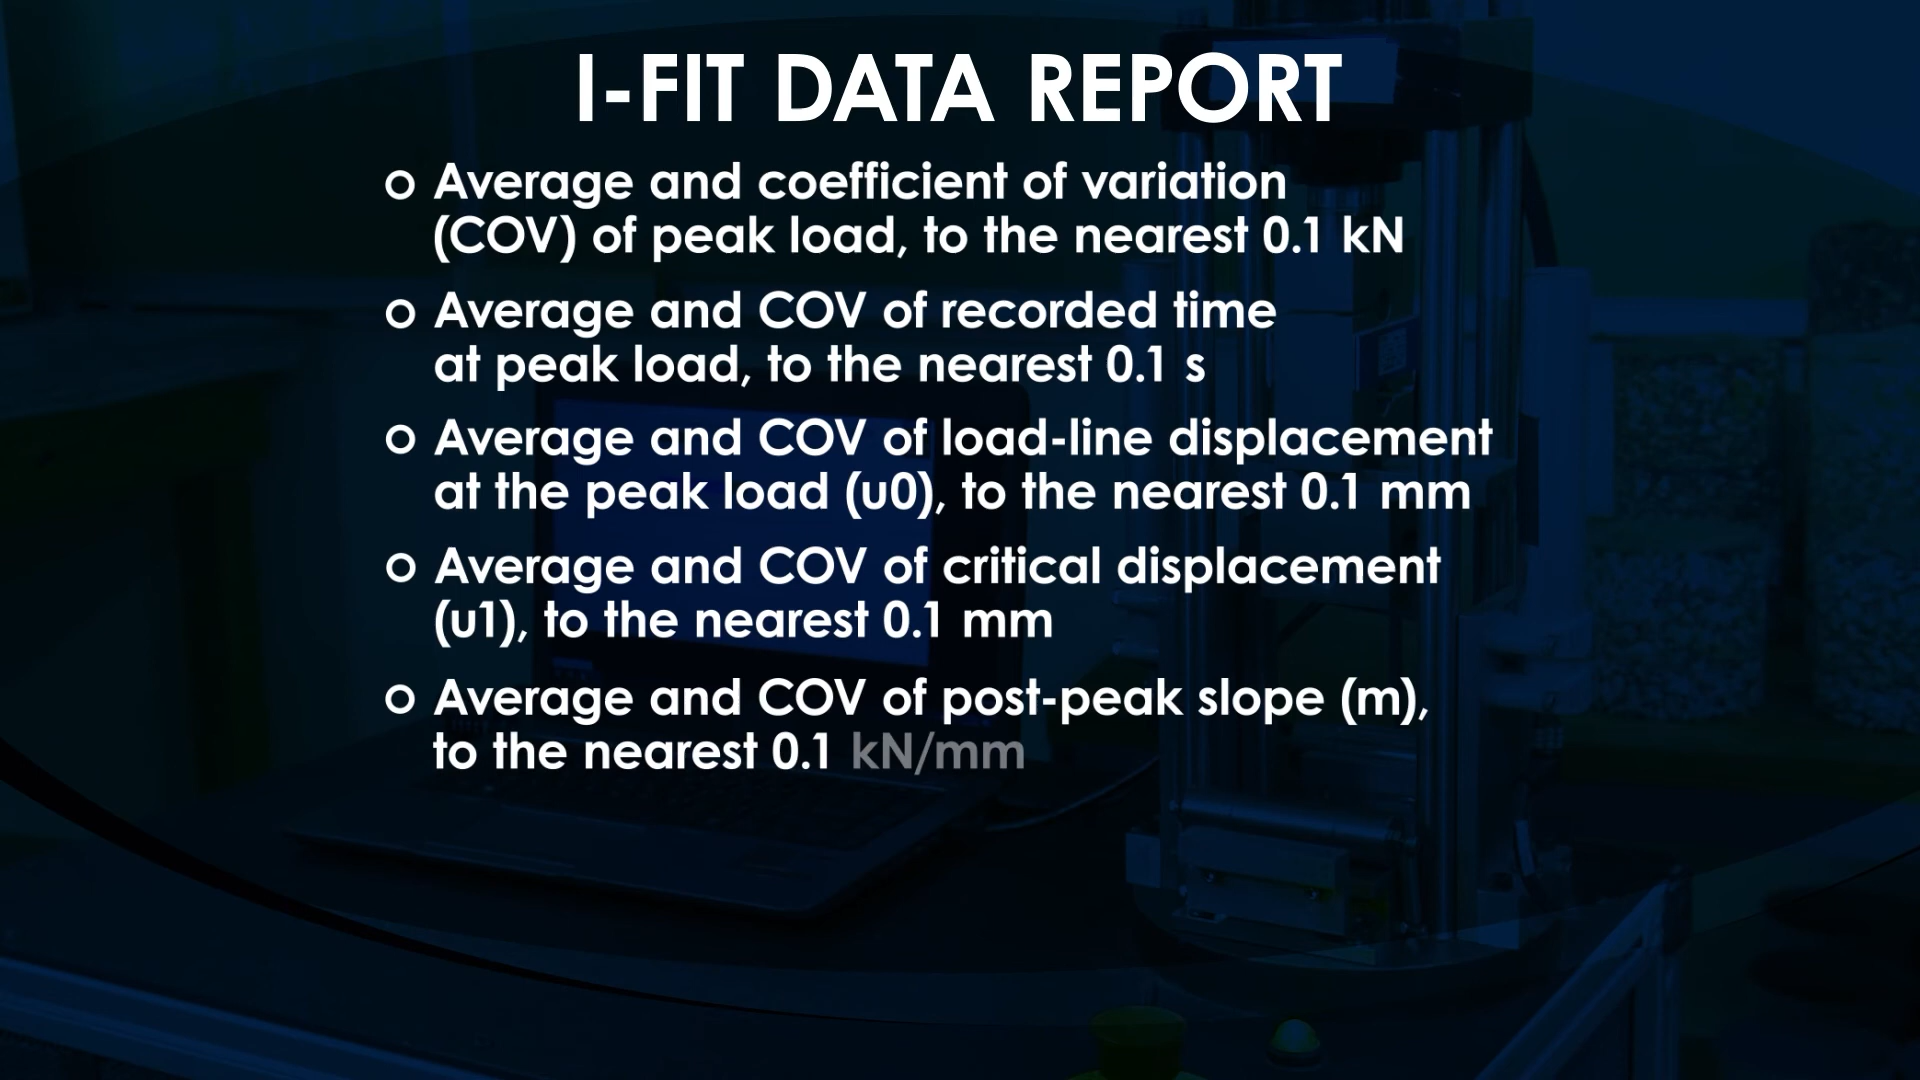 I-FIT DATA REPORT
o Average and coefficient of variation
(COV) of peak load, to the nearest 0.1 kN
o Average and COV of recorded time
at peak load, to the nearest 0.1 s
o Average and COV of load-line displacement
at the peak load (u0), to the nearest 0.1 mm
o Average and COV of critical displacement
(u1), to the nearest 0.1 mm
o Average and COV of post-peak slope (m),
to the nearest 0.1 kN/mm